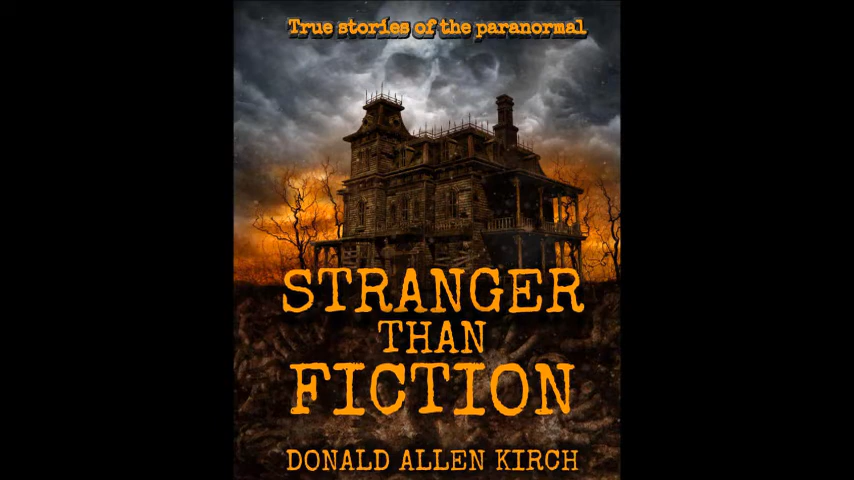 True stories of the paranormal
STRANGER
THAN
FICTION
DONALD ALLEN KIRCH